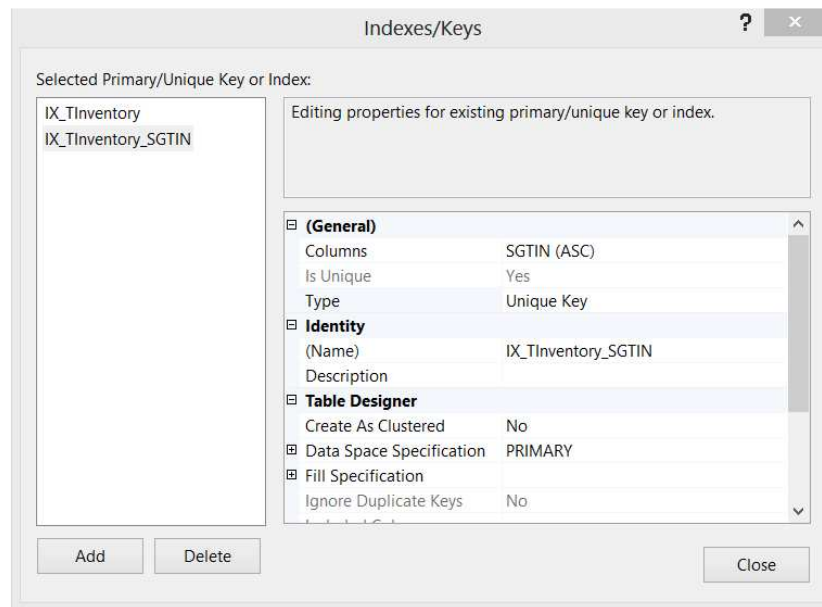 Indexes/Keys
?
×
Selected Primary/Unique Key or Index:
IX_TInventory
IX_TInventory_SGTIN
Editing properties for existing primary/unique key or index.
(General)
Columns SGTIN (ASC)
Is Unique Yes
Type Unique Key
Identity
(Name) IX_TInventory_SGTIN
Description
Table Designer
Create As Clustered No
Data Space Specification PRIMARY
Fill Specification
Ignore Duplicate Keys No
Add Delete
Close